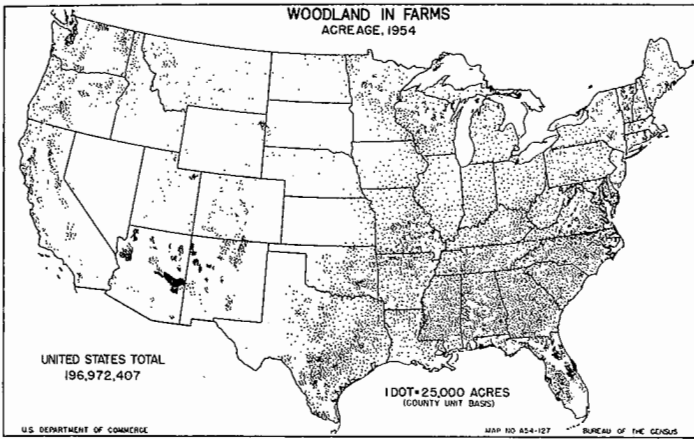 WOODLAND IN FARMS
ACREAGE, 1954
UNITED STATES TOTAL
196,972,407
1 DOT=25,000 ACRES
(COUNTY UNIT BASIS)
U.S. DEPARTMENT OF COMMERCE
MAP NO A54-127
BUREAU OF THE CENSUS